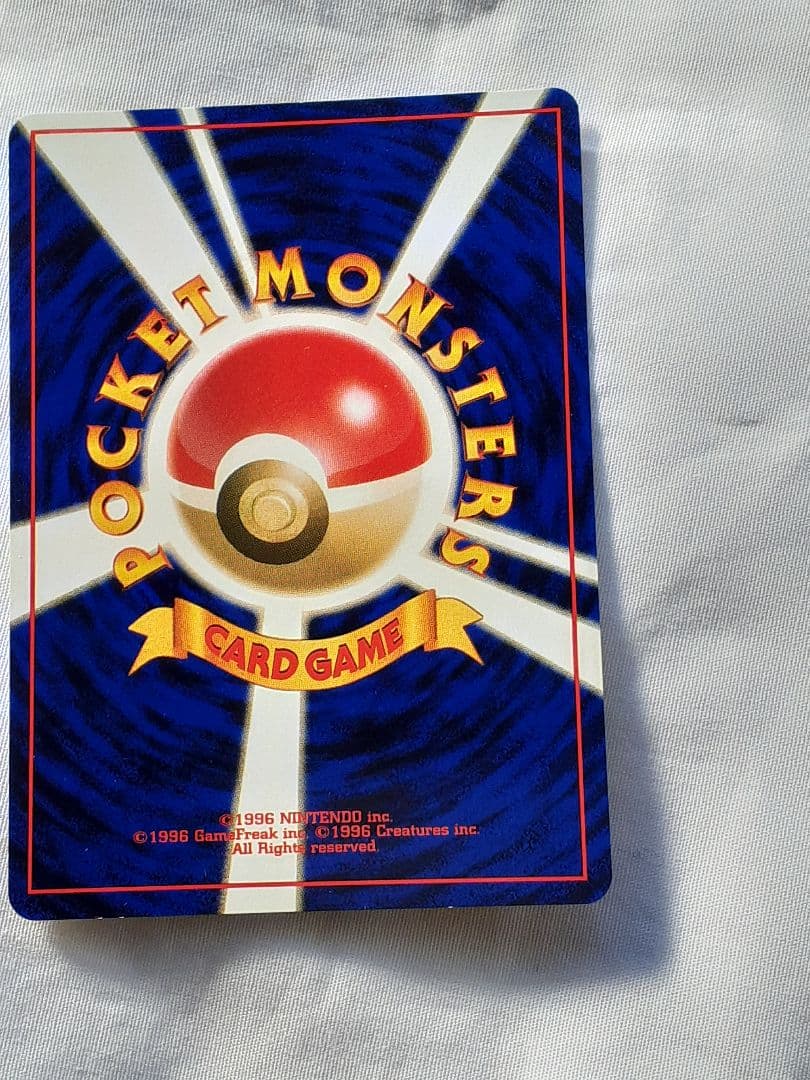 POCKET MONSTERS
CARD GAME
©1996 NINTENDO inc.
©1996 GameFreak inc. ©1996 Creatures inc.
All Rights reserved.